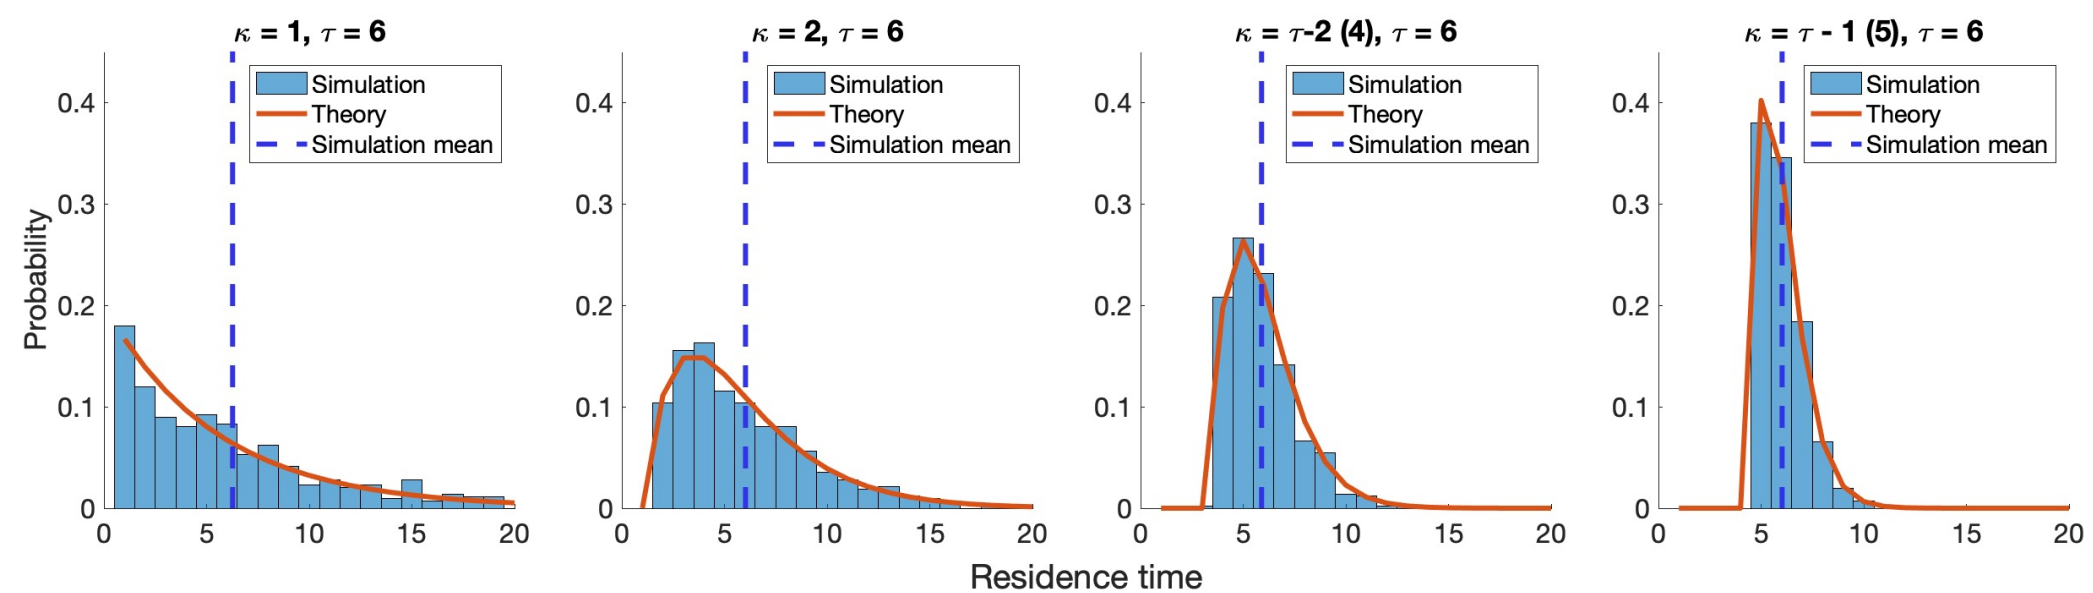 κ = 1, τ = 6
κ = 2, τ = 6
κ = τ-2 (4), τ = 6
κ = τ - 1 (5), τ = 6
Probability
0.4
0.3
0.2
0.1
0
Simulation
Theory
Simulation mean
0 5 10 15 20
0.4
0.3
0.2
0.1
0
Simulation
Theory
Simulation mean
0 5 10 15 20
0.4
0.3
0.2
0.1
0
Simulation
Theory
Simulation mean
0 5 10 15 20
0.4
0.3
0.2
0.1
0
Simulation
Theory
Simulation mean
0 5 10 15 20
Residence time